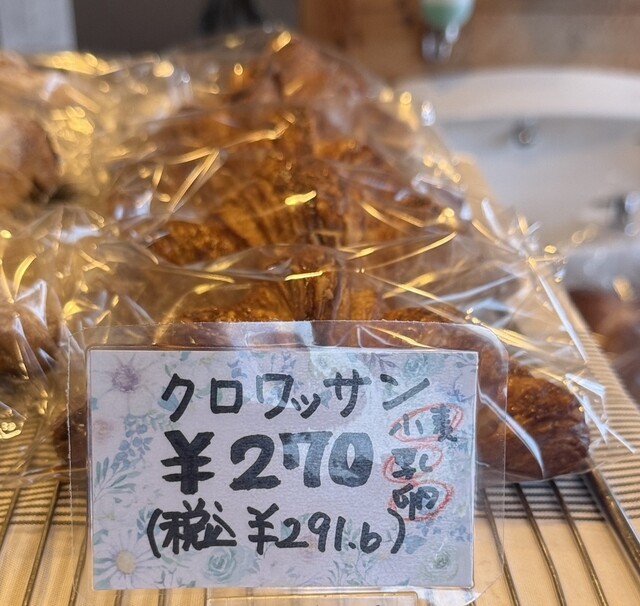 クロワッサン
¥270
小麦
乳
卵
(税込 ¥291.6)